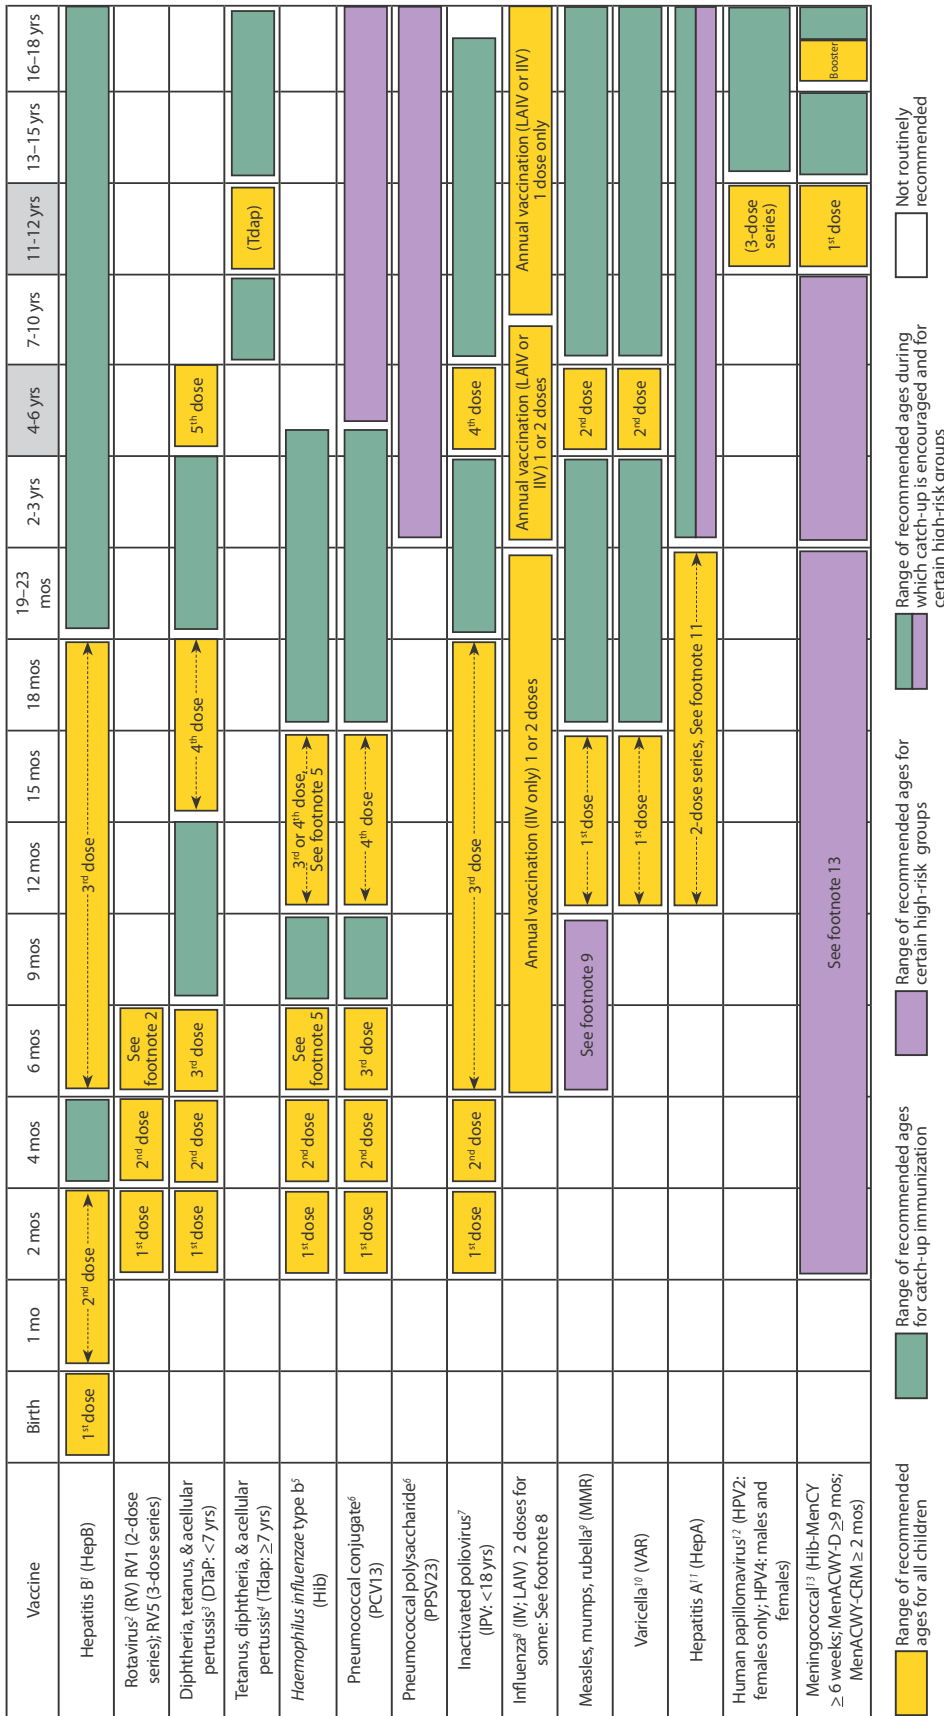 Vaccine
Birth
1 mo
2 mos
4 mos
6 mos
9 mos
12 mos
15 mos
18 mos
19–23
mos
2-3 yrs
4-6 yrs
7-10 yrs
11-12 yrs
13–15 yrs
16–18 yrs
Hepatitis B1 (HepB)
1st dose
2nd dose
3rd dose
Rotavirus2 (RV) RV1 (2-dose
series); RV5 (3-dose series)
1st dose
2nd dose
See
footnote 2
Diphtheria, tetanus, & acellular
pertussis3 (DTaP: <7 yrs)
1st dose
2nd dose
3rd dose
4th dose
5th dose
Tetanus, diphtheria, & acellular
pertussis4 (Tdap: ≥7 yrs)
(Tdap)
Haemophilus influenzae type b5
(Hib)
1st dose
2nd dose
See
footnote 5
3rd or 4th dose,
See footnote 5
Pneumococcal conjugate6
(PCV13)
1st dose
2nd dose
3rd dose
4th dose
Pneumococcal polysaccharide6
(PPSV23)
Inactivated poliovirus7
(IPV: <18 yrs)
1st dose
2nd dose
3rd dose
4th dose
Influenza8 (IIV; LAIV) 2 doses for
some: See footnote 8
Annual vaccination (IIV only) 1 or 2 doses
Annual vaccination (LAIV or
IIV) 1 or 2 doses
Annual vaccination (LAIV or IIV)
1 dose only
Measles, mumps, rubella9 (MMR)
See footnote 9
1st dose
2nd dose
Varicella10 (VAR)
1st dose
2nd dose
Hepatitis A11 (HepA)
2-dose series, See footnote 11
Human papillomavirus12 (HPV2:
females only; HPV4: males and
females)
(3-dose
series)
Meningococcal13 (Hib-MenCY
≥ 6 weeks; MenACWY-D ≥9 mos;
MenACWY-CRM ≥ 2 mos)
See footnote 13
1st dose
Booster
Range of recommended
ages for all children
Range of recommended ages
for catch-up immunization
Range of recommended ages for
certain high-risk groups
Range of recommended ages during
which catch-up is encouraged and for
certain high-risk groups
Not routinely
recommended